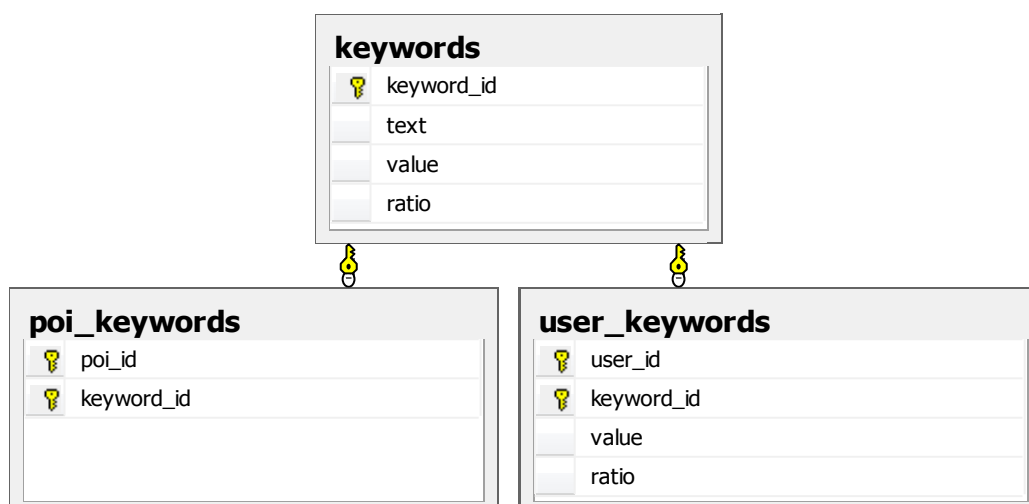 keywords
keyword_id
text
value
ratio
poi_keywords
poi_id
keyword_id
user_keywords
user_id
keyword_id
value
ratio